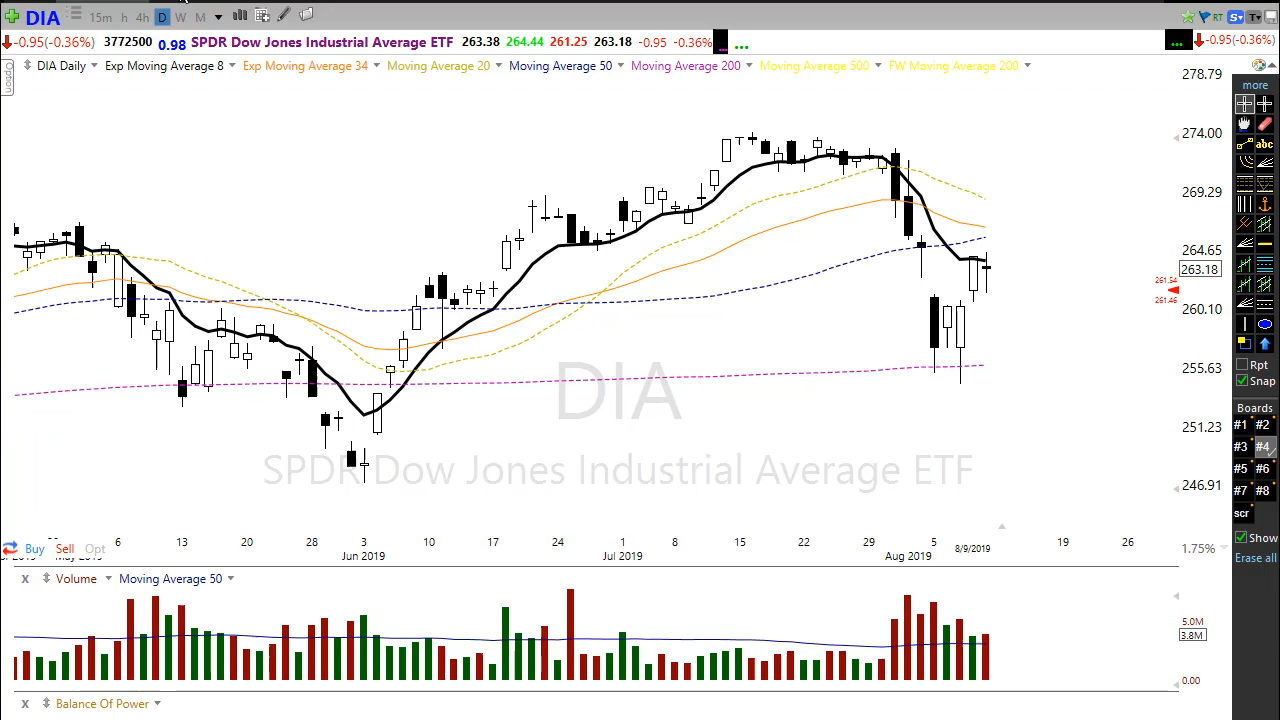 DIA 15m h 4h D W M RT S T
-0.95(-0.36%) 3772500 0.98 SPDR Dow Jones Industrial Average ETF 263.38 264.44 261.25 263.18 -0.95 -0.36% ... ... ... -0.95(-0.36%)
Option
DIA Daily Exp Moving Average 8 Exp Moving Average 34 Moving Average 20 Moving Average 50 Moving Average 200 Moving Average 500 FW Moving Average 200
278.79
274.00
269.29
264.65
263.18
261.54
261.46
260.10
255.63
251.23
246.91
1.75%
DIA
SPDR Dow Jones Industrial Average ETF
6 13 20 28 10 17 24 8 15 22 29 5 8/9/2019 19 26
Jun 2019 Jul 2019 Aug 2019
Buy Sell Opt
X Volume Moving Average 50
5.0M
3.8M
0.00
X Balance Of Power
more
abc
Rpt
Snap
Boards
#1 #2
#3 #4
#5 #6
#7 #8
scr
Show
Erase all